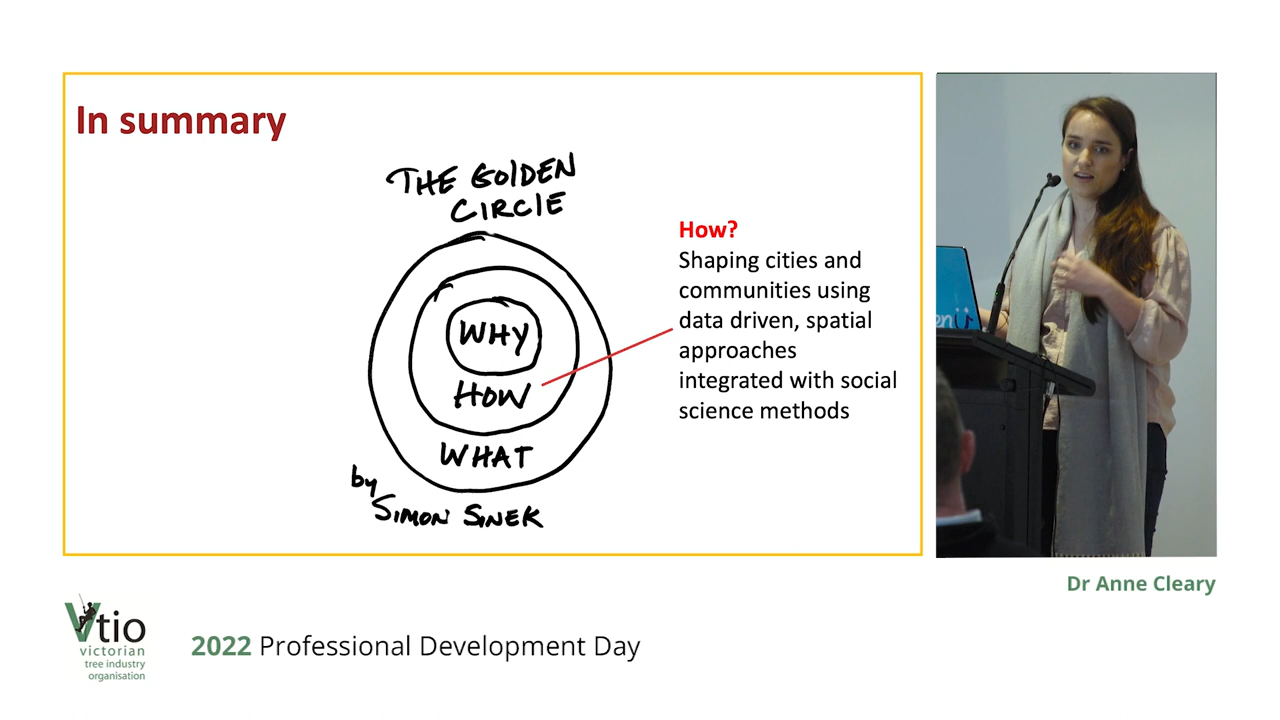 In summary
THE GOLDEN
CIRCLE
WHY
HOW
WHAT
by
SIMON SINEK
How?
Shaping cities and
communities using
data driven, spatial
approaches
integrated with social
science methods
Dr Anne Cleary
Vtio
victorian
tree industry
organisation
2022 Professional Development Day